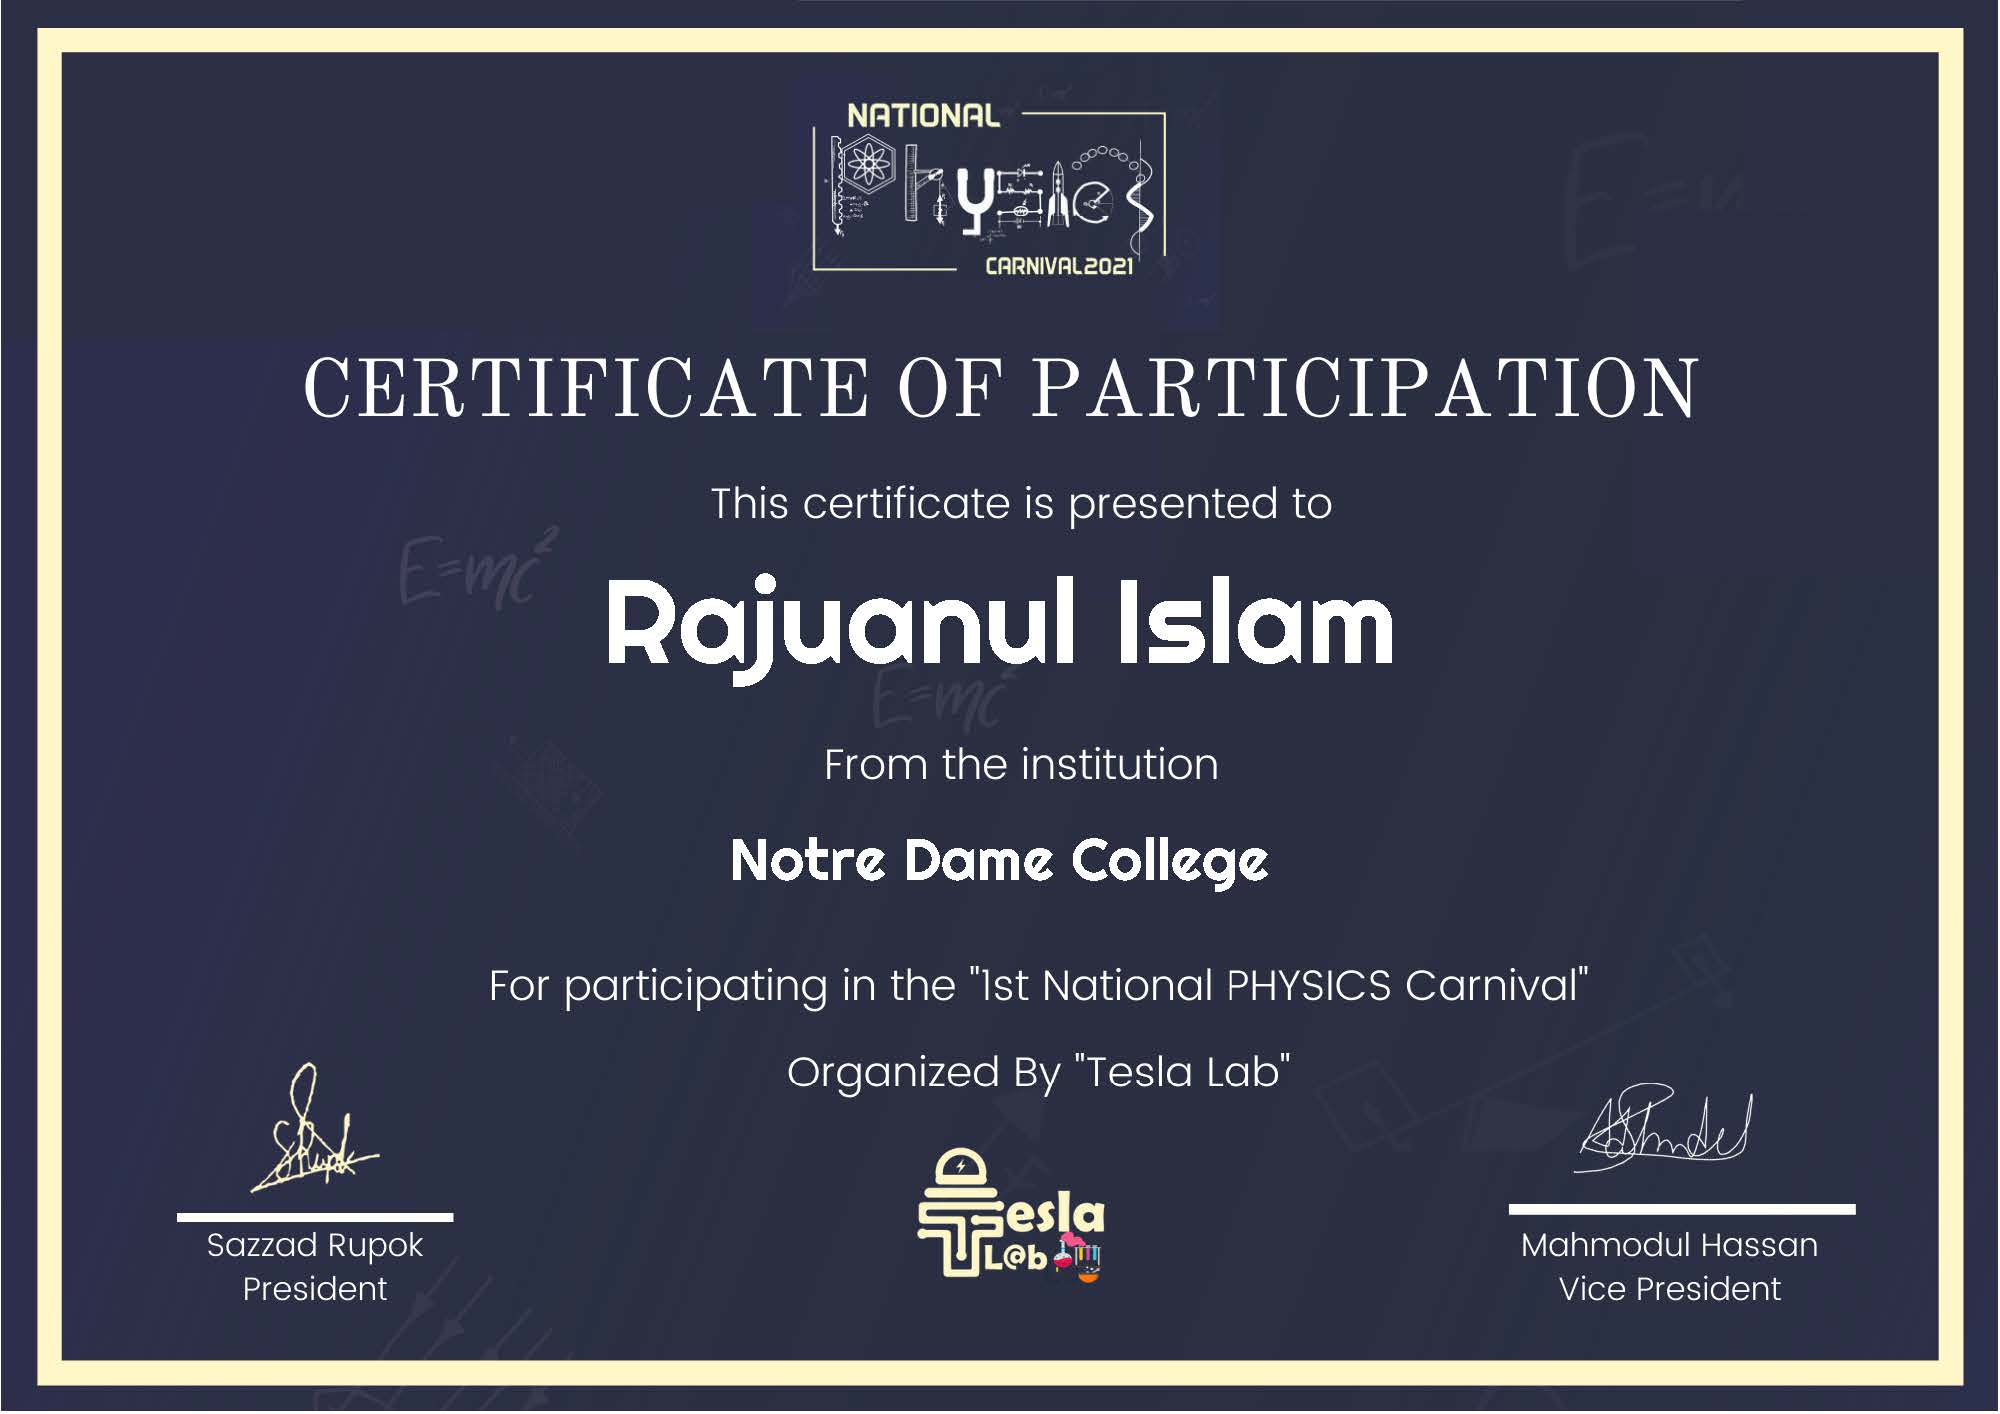 NATIONAL
Physics
CARNIVAL2021
CERTIFICATE OF PARTICIPATION
This certificate is presented to
E=mc²
Rajuanul Islam
E=mc²
From the institution
Notre Dame College
For participating in the "1st National PHYSICS Carnival"
Organized By "Tesla Lab"
Tesla
L@b
Sazzad Rupok
President
Mahmodul Hassan
Vice President